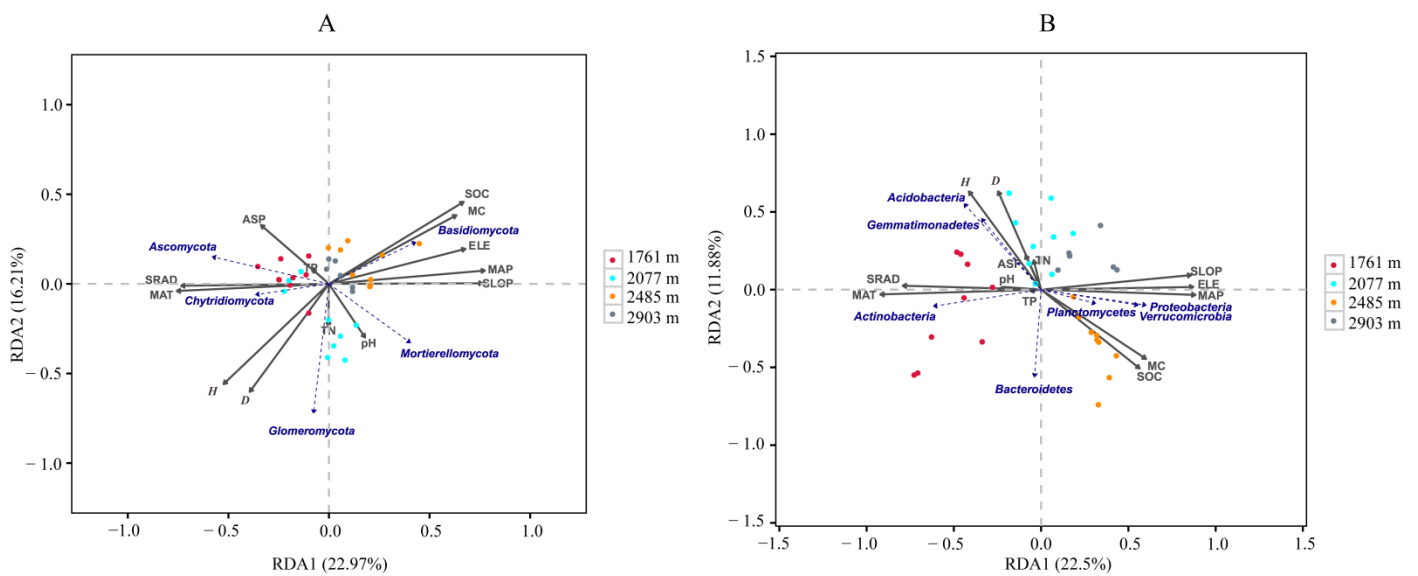 A
1.0
0.5
0.0
− 0.5
− 1.0
RDA2 (16.21%)
− 1.0
− 0.5
0.0
0.5
1.0
RDA1 (22.97%)
SOC
MC
Basidiomycota
ELE
MAP
SLOP
ASP
Ascomycota
TP
SRAD
MAT
Chytridiomycota
TN
pH
Mortierellomycota
H
D
Glomeromycota
1761 m
2077 m
2485 m
2903 m
B
1.5
1.0
0.5
0.0
− 0.5
− 1.0
− 1.5
RDA2 (11.88%)
−1.5
− 1.0
− 0.5
0.0
0.5
1.0
1.5
RDA1 (22.5%)
H
D
Acidobacteria
Gemmatimonadetes
TN
SRAD
pH
SLOP
ELE
MAT
MAP
TP
Actinobacteria
Planctomycetes
Proteobacteria
Verrucomicrobia
MC
SOC
Bacteroidetes
1761 m
2077 m
2485 m
2903 m